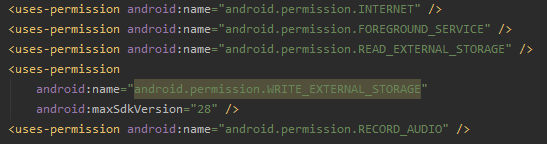 <uses-permission android:name="android.permission.INTERNET" />
<uses-permission android:name="android.permission.FOREGROUND_SERVICE" />
<uses-permission android:name="android.permission.READ_EXTERNAL_STORAGE" />
<uses-permission
android:name="android.permission.WRITE_EXTERNAL_STORAGE"
android:maxSdkVersion="28" />
<uses-permission android:name="android.permission.RECORD_AUDIO" />